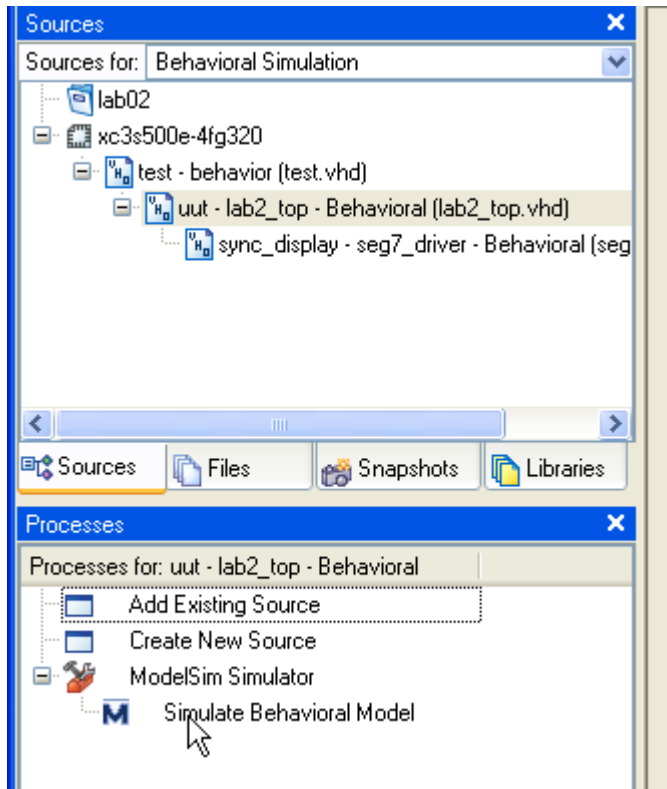 Sources
Sources for: Behavioral Simulation
lab02
xc3s500e-4fg320
test - behavior (test.vhd)
uut - lab2_top - Behavioral (lab2_top.vhd)
sync_display - seg7_driver - Behavioral (seg
Sources Files Snapshots Libraries
Processes
Processes for: uut - lab2_top - Behavioral
Add Existing Source
Create New Source
ModelSim Simulator
Simulate Behavioral Model